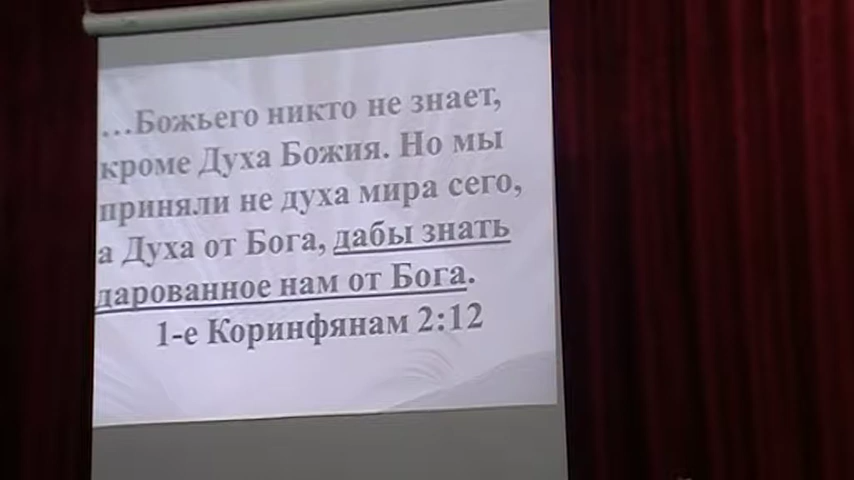 ...Божьего никто не знает,
кроме Духа Божия. Но мы
приняли не духа мира сего,
а Духа от Бога, дабы знать
дарованное нам от Бога.
1-е Коринфянам 2:12